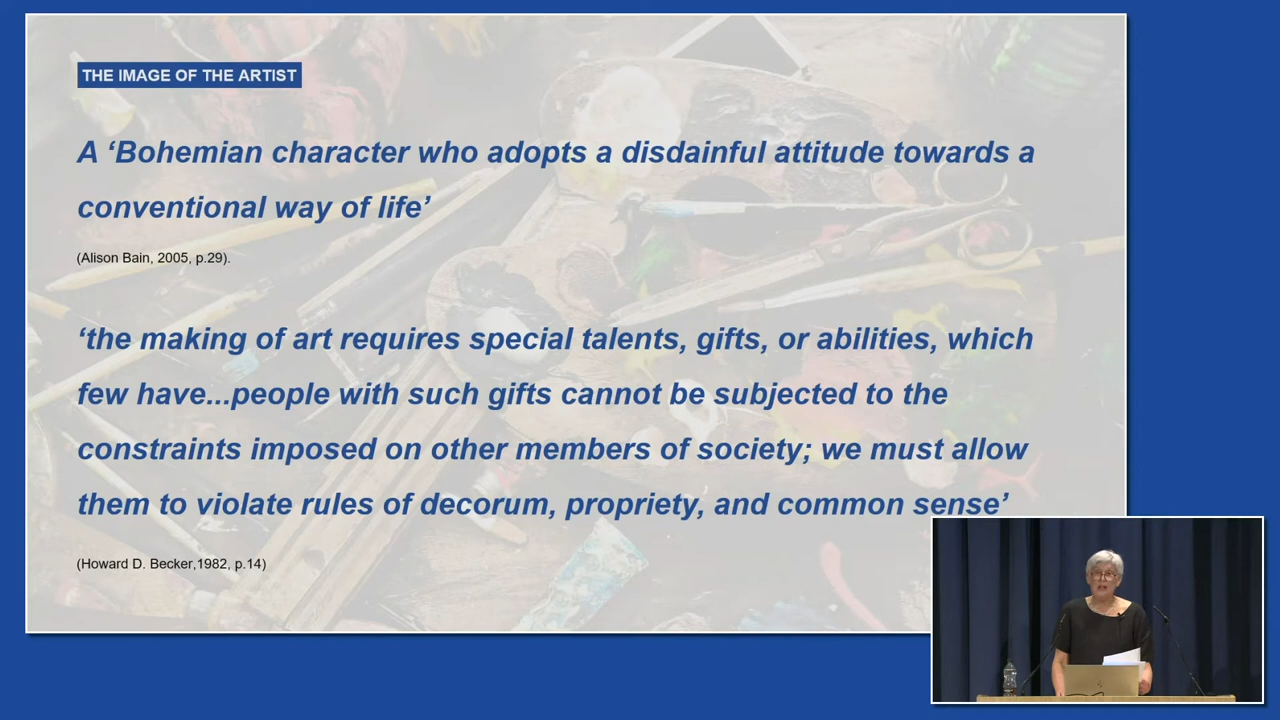 THE IMAGE OF THE ARTIST
A ‘Bohemian character who adopts a disdainful attitude towards a
conventional way of life’
(Alison Bain, 2005, p.29).
‘the making of art requires special talents, gifts, or abilities, which
few have...people with such gifts cannot be subjected to the
constraints imposed on other members of society; we must allow
them to violate rules of decorum, propriety, and common sense’
(Howard D. Becker,1982, p.14)